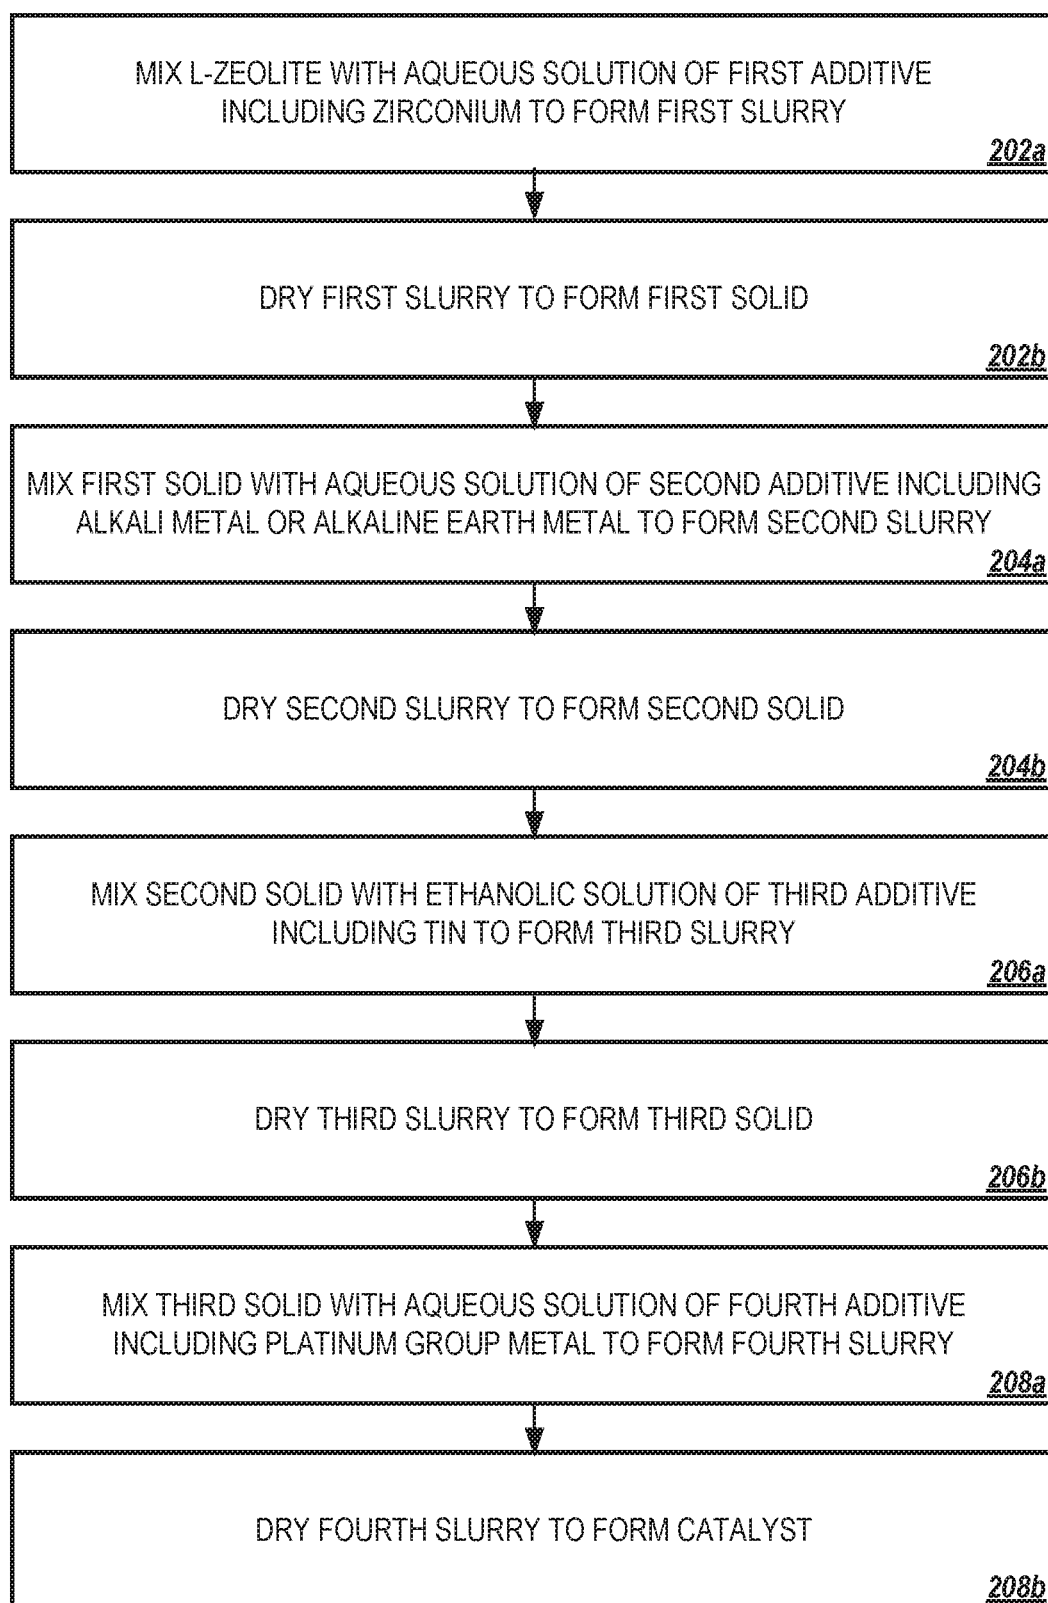 MIX L-ZEOLITE WITH AQUEOUS SOLUTION OF FIRST ADDITIVE
INCLUDING ZIRCONIUM TO FORM FIRST SLURRY
202a
DRY FIRST SLURRY TO FORM FIRST SOLID
202b
MIX FIRST SOLID WITH AQUEOUS SOLUTION OF SECOND ADDITIVE INCLUDING
ALKALI METAL OR ALKALINE EARTH METAL TO FORM SECOND SLURRY
204a
DRY SECOND SLURRY TO FORM SECOND SOLID
204b
MIX SECOND SOLID WITH ETHANOLIC SOLUTION OF THIRD ADDITIVE
INCLUDING TIN TO FORM THIRD SLURRY
206a
DRY THIRD SLURRY TO FORM THIRD SOLID
206b
MIX THIRD SOLID WITH AQUEOUS SOLUTION OF FOURTH ADDITIVE
INCLUDING PLATINUM GROUP METAL TO FORM FOURTH SLURRY
208a
DRY FOURTH SLURRY TO FORM CATALYST
208b